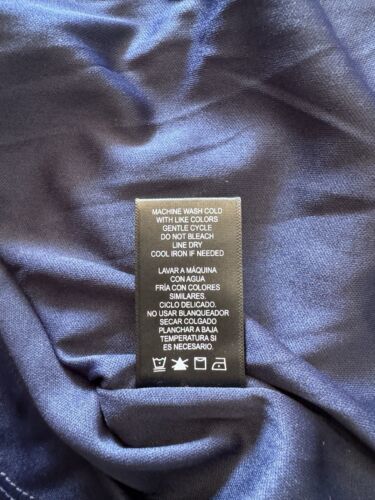 MACHINE WASH COLD
WITH LIKE COLORS
GENTLE CYCLE
DO NOT BLEACH
LINE DRY
COOL IRON IF NEEDED
LAVAR A MÁQUINA
CON AGUA
FRÍA CON COLORES
SIMILARES.
CICLO DELICADO.
NO USAR BLANQUEADOR
SECAR COLGADO
PLANCHAR A BAJA
TEMPERATURA SI
ES NECESARIO.